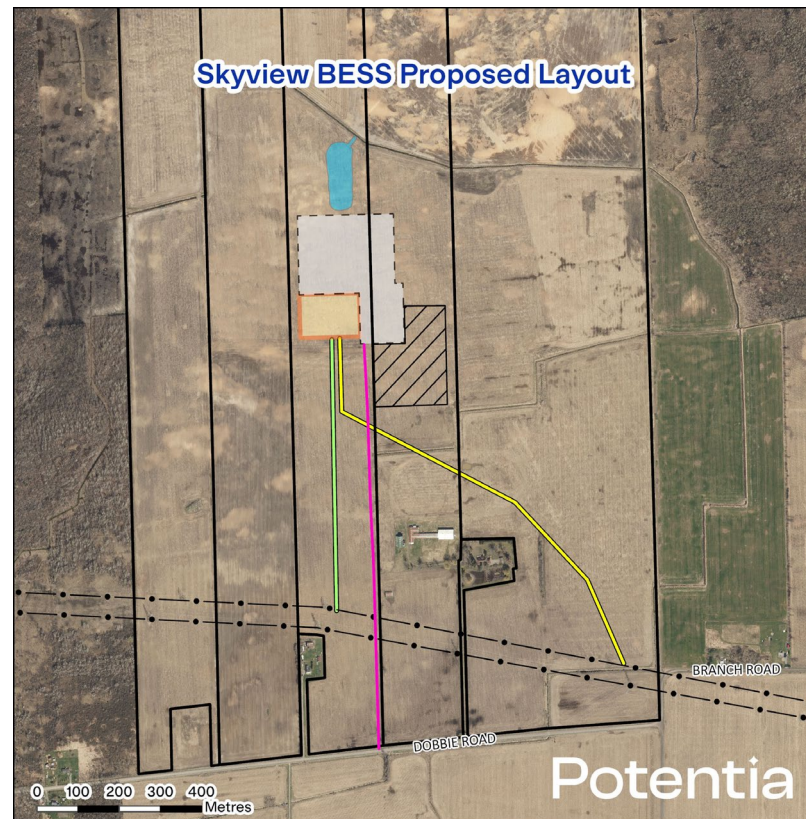 Skyview BESS Proposed Layout
BRANCH ROAD
DOBBIE ROAD
0 100 200 300 400
Metres
Potentia